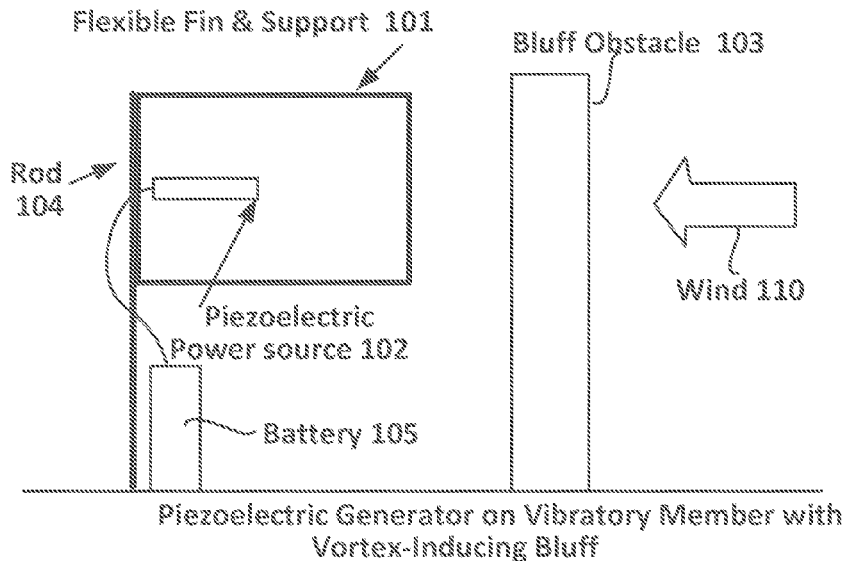 Flexible Fin & Support 101
Bluff Obstacle 103
Rod
104
Wind 110
Piezoelectric
Power source 102
Battery 105
Piezoelectric Generator on Vibratory Member with
Vortex-Inducing Bluff